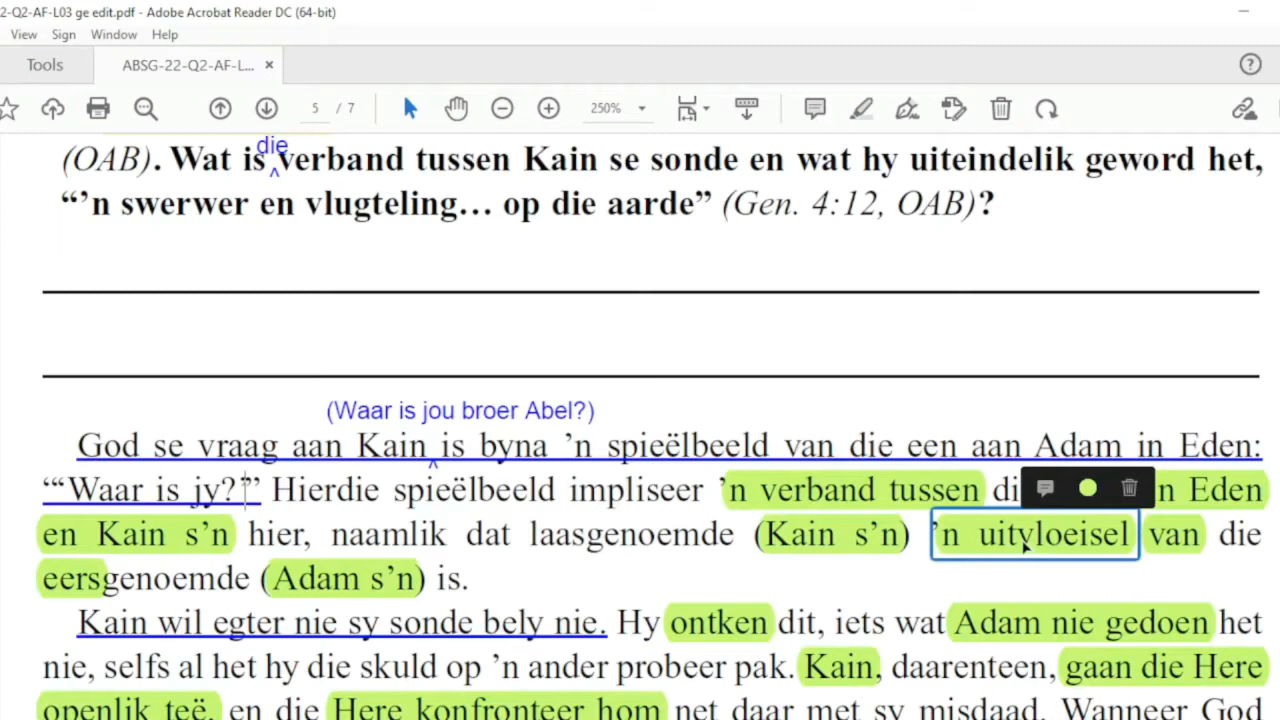 2-Q2-AF-L03 ge edit.pdf - Adobe Acrobat Reader DC (64-bit)
View Sign Window Help
Tools ABSG-22-Q2-AF-L... ×
5 / 7 250%
die
(OAB). Wat is verband tussen Kain se sonde en wat hy uiteindelik geword het,
“’n swerwer en vlugteling… op die aarde” (Gen. 4:12, OAB)?
(Waar is jou broer Abel?)
God se vraag aan Kain is byna ’n spieëlbeeld van die een aan Adam in Eden:
“‘Waar is jy?’” Hierdie spieëlbeeld impliseer ’n verband tussen di n Eden
en Kain s’n hier, naamlik dat laasgenoemde (Kain s’n) ’n uitvloeisel van die
eersgenoemde (Adam s’n) is.
Kain wil egter nie sy sonde bely nie. Hy ontken dit, iets wat Adam nie gedoen het
nie, selfs al het hy die skuld op ’n ander probeer pak. Kain, daarenteen, gaan die Here
openlik teë, en die Here konfronteer hom net daar met sy misdaad. Wanneer God